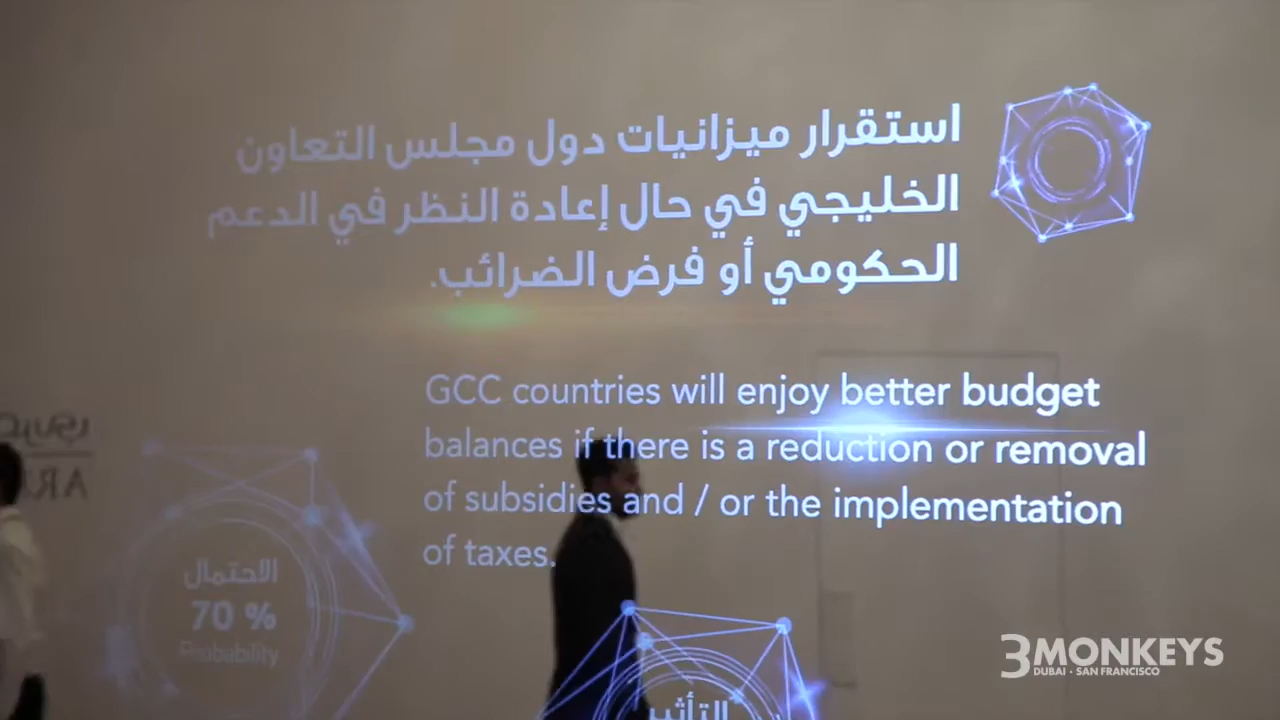 استقرار ميزانيات دول مجلس التعاون
الخليجي في حال إعادة النظر في الدعم
الحكومي أو فرض الضرائب.
GCC countries will enjoy better budget
balances if there is a reduction or removal
of subsidies and / or the implementation
of taxes.
الاحتمال
70 %
Probability
التأثير
3MONKEYS
DUBAI - SAN FRANCISCO